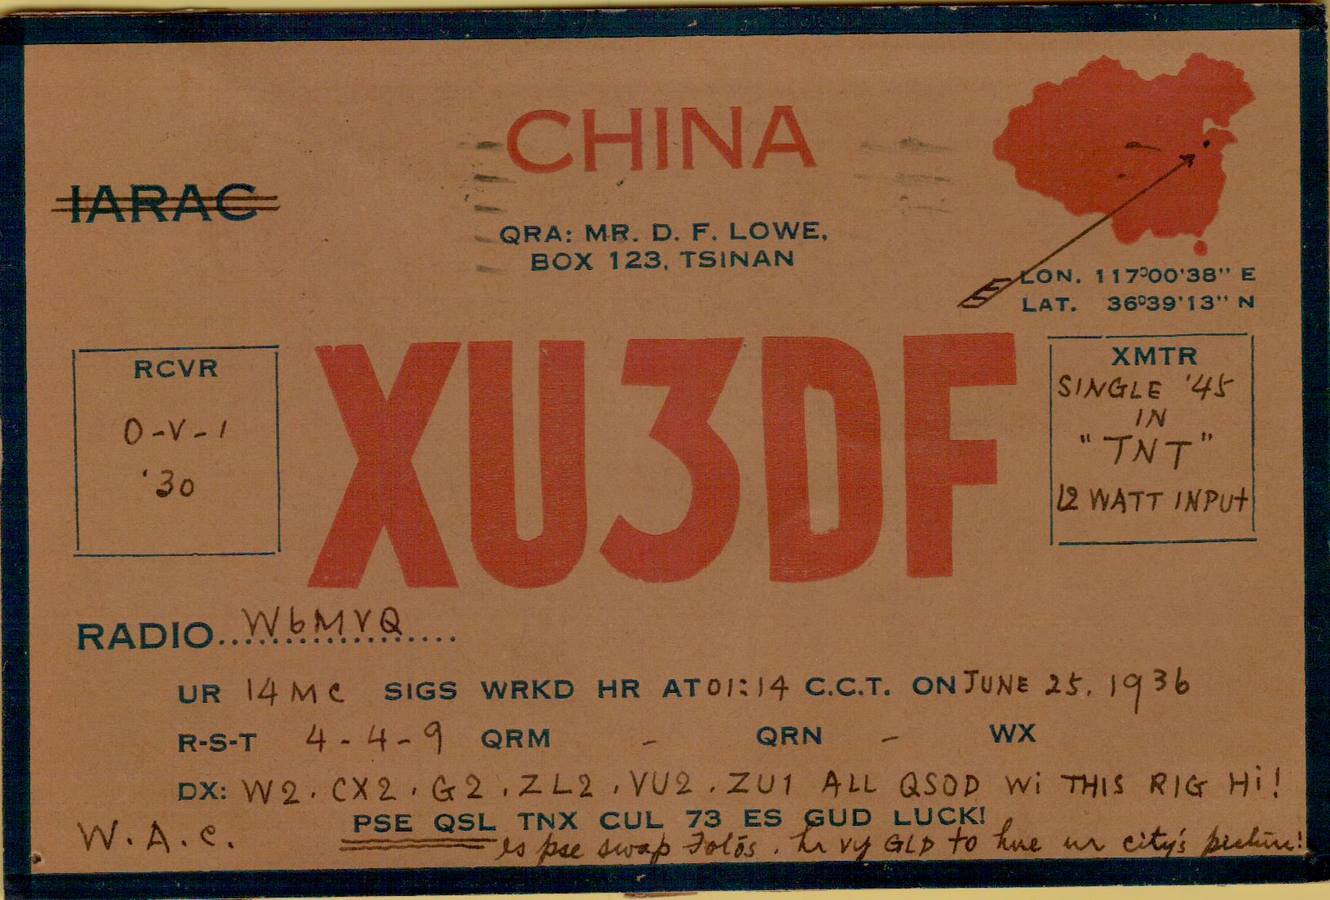 CHINA
IARAC
QRA: MR. D. F. LOWE,
BOX 123, TSINAN
LON. 117°00'38" E
LAT. 36°39'13" N
XU3DF
RCVR
O-V-1
'30
XMTR
SINGLE '45
IN
"TNT"
12 WATT INPUt
RADIO..W6MVQ....
UR 14 MC SIGS WRKD HR AT 01:14 C.C.T. ON JUNE 25, 1936
R-S-T 4-4-9 QRM - QRN - WX
DX: W2. CX2. G2. ZL2. VU2. ZU1 ALL QSOD Wi THIS RIG Hi!
PSE QSL TNX CUL 73 ES GUD LUCK!
W.A.C.
es pse swap Fotos. hr vy GLD to hve ur city's picture!